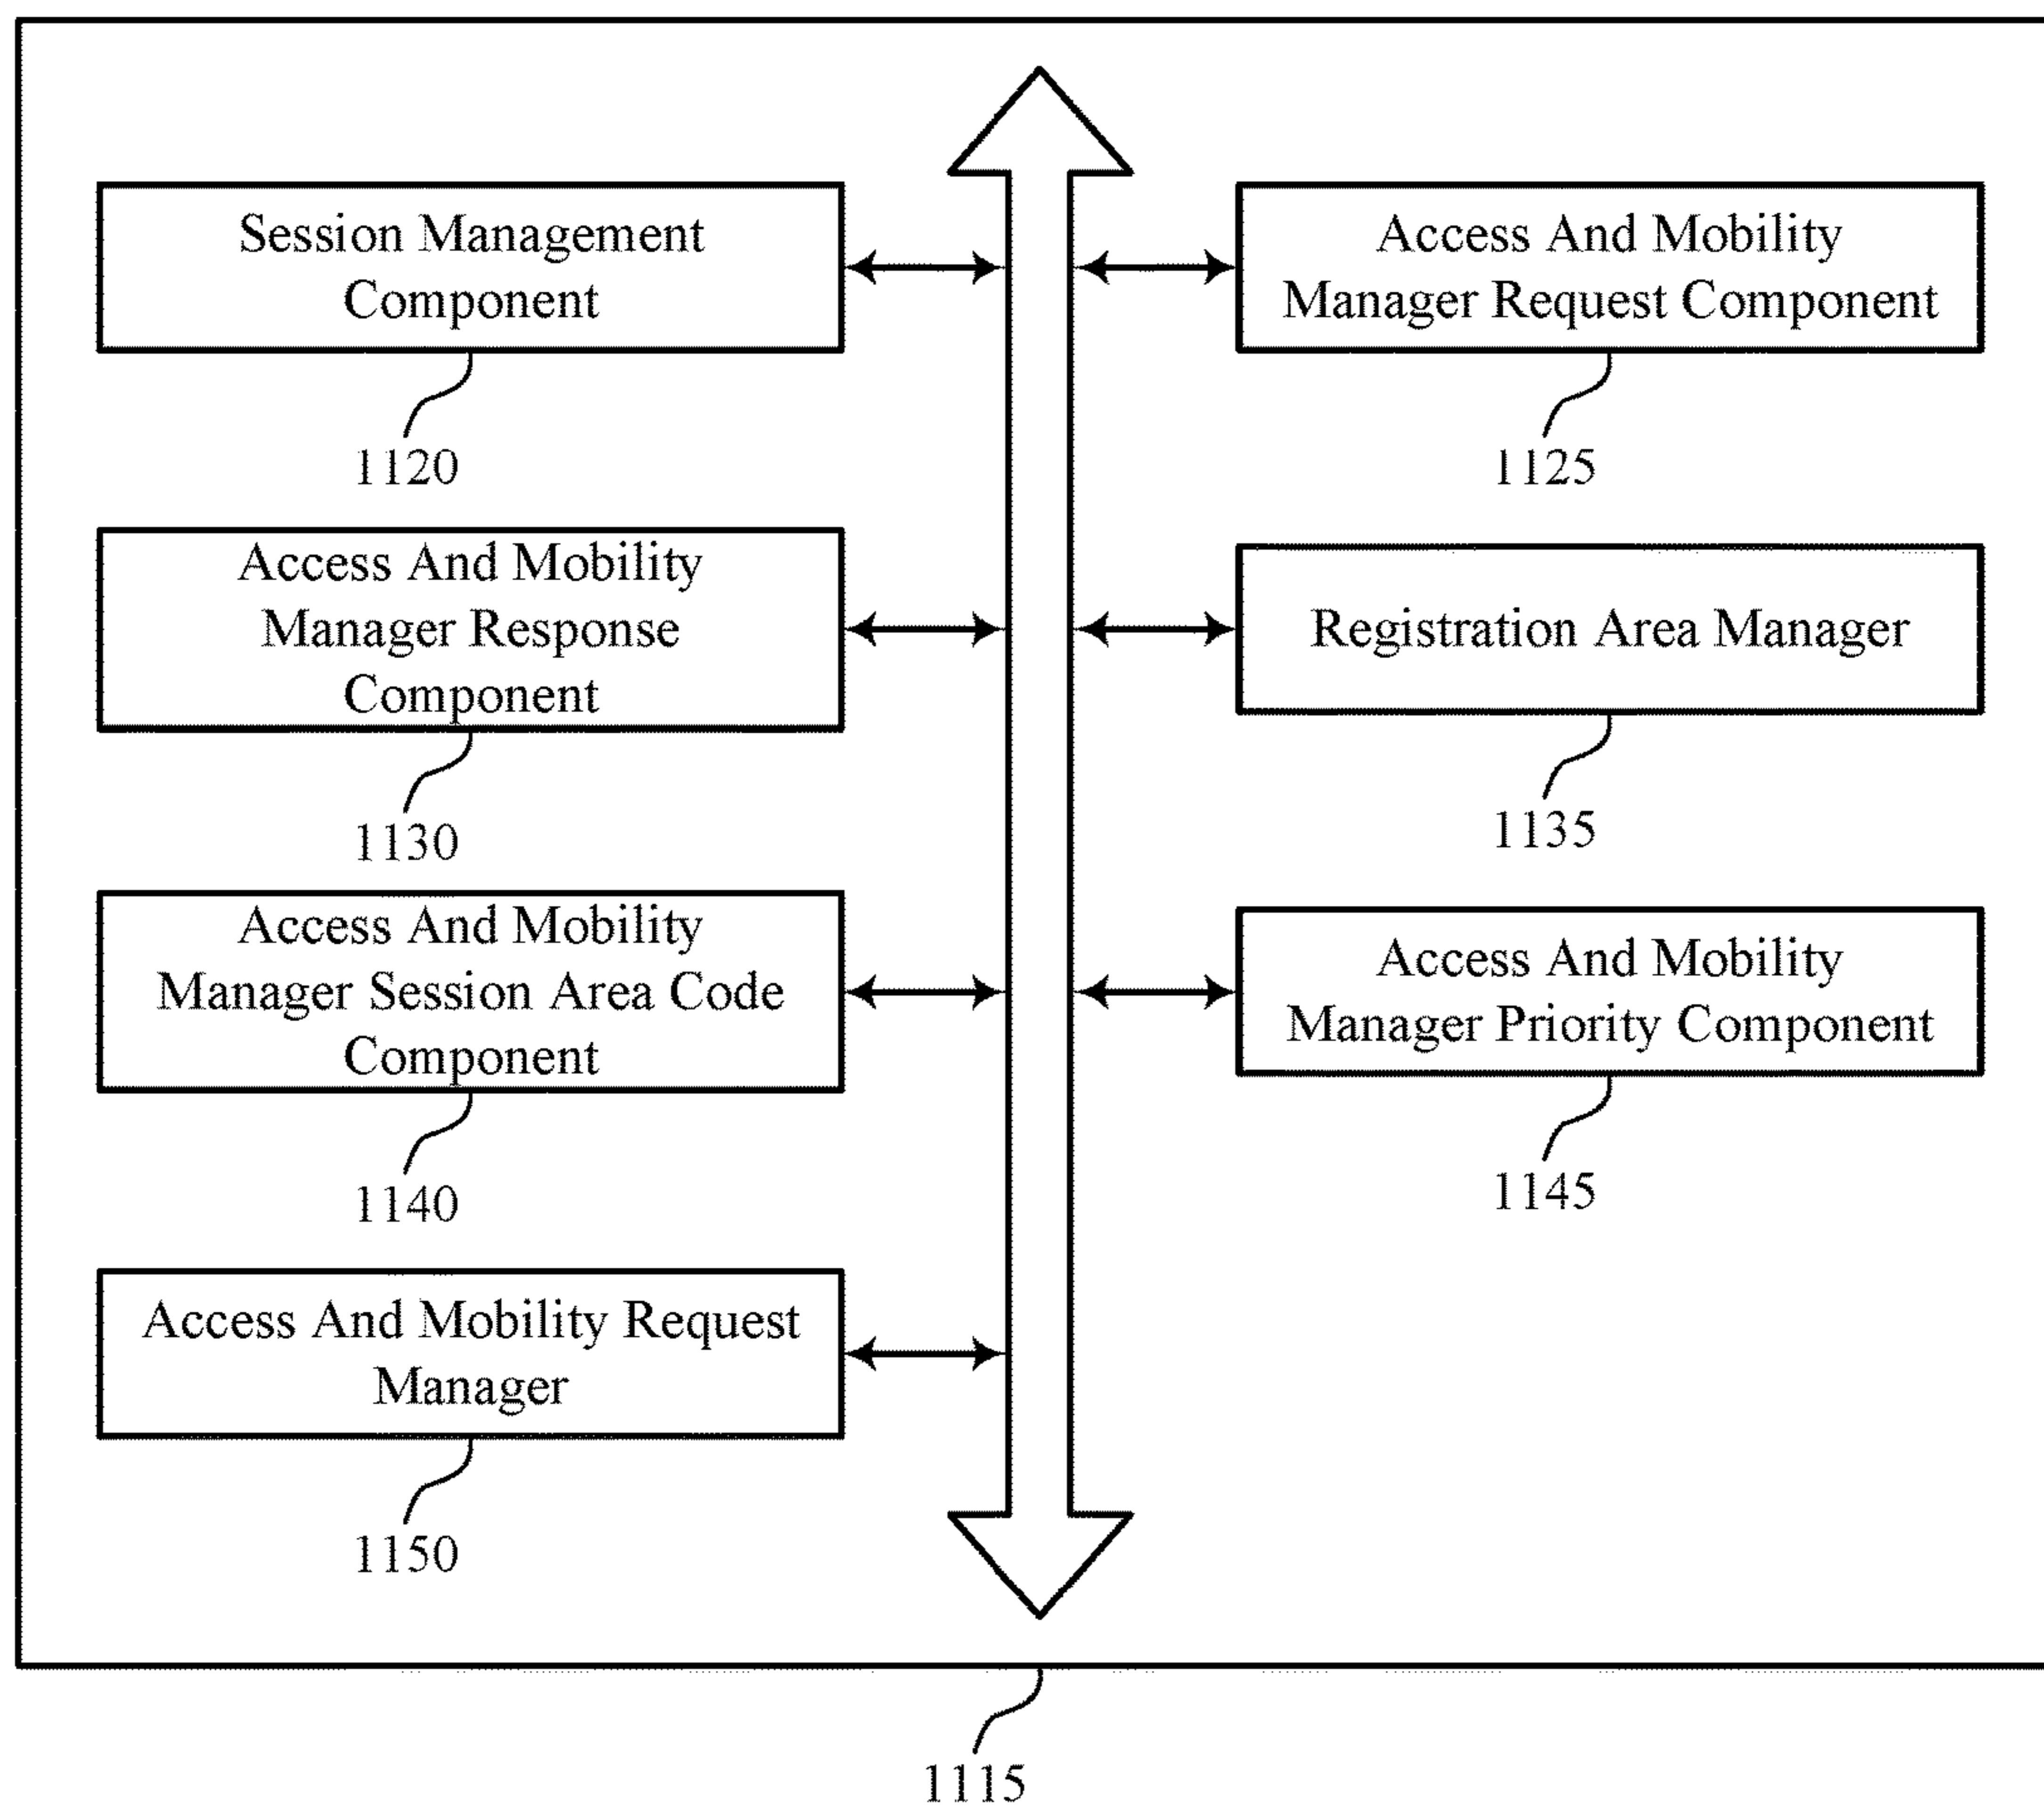 Session Management
Component
1120
Access And Mobility
Manager Request Component
1125
Access And Mobility
Manager Response
Component
1130
Registration Area Manager
1135
Access And Mobility
Manager Session Area Code
Component
1140
Access And Mobility
Manager Priority Component
1145
Access And Mobility Request
Manager
1150
1115